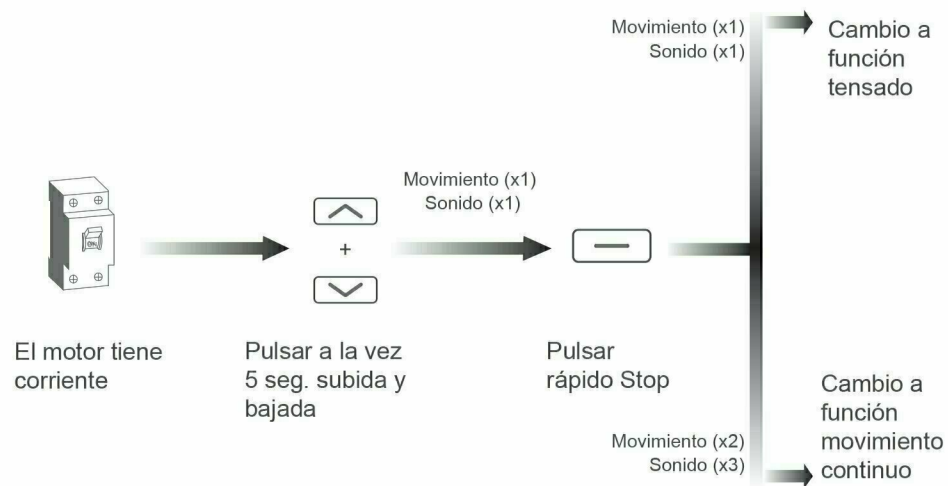 Movimiento (x1)
Sonido (x1)
Cambio a
función
tensado
Movimiento (x1)
Sonido (x1)
ON
+
El motor tiene
corriente
Pulsar a la vez
5 seg. subida y
bajada
Pulsar
rápido Stop
Movimiento (x2)
Sonido (x3)
Cambio a
función
movimiento
continuo